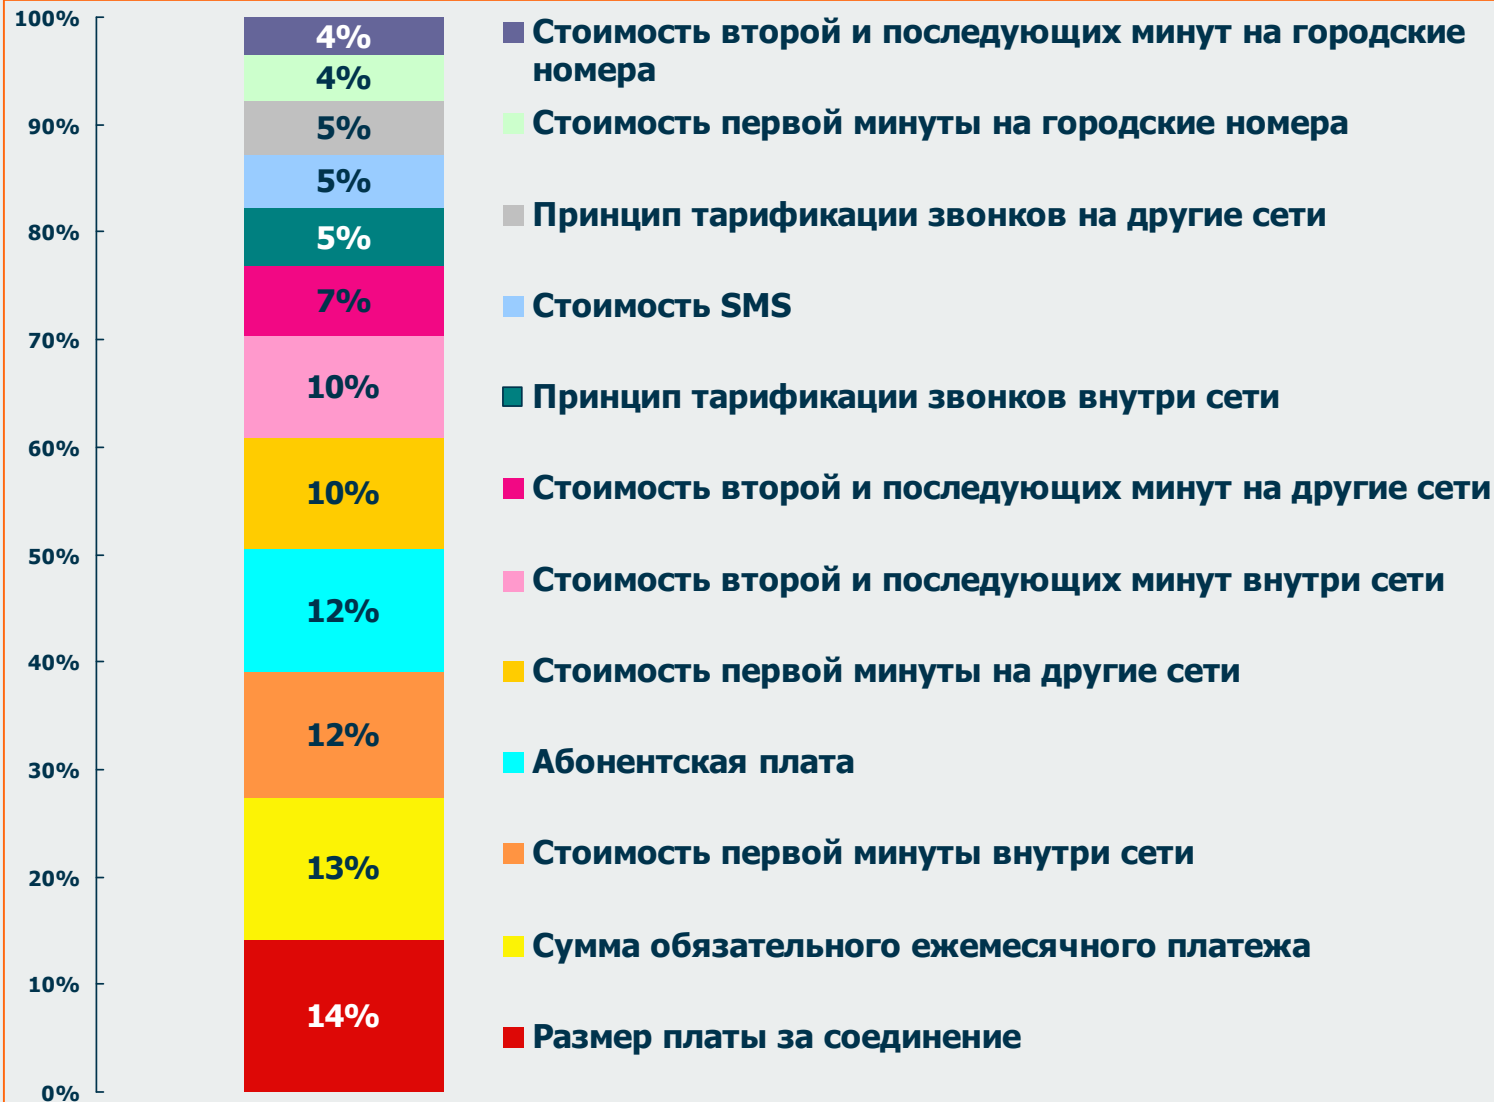 100%
90%
80%
70%
60%
50%
40%
30%
20%
10%
0%
4%
4%
5%
5%
5%
7%
10%
10%
12%
12%
13%
14%
Стоимость второй и последующих минут на городские
номера
Стоимость первой минуты на городские номера
Принцип тарификации звонков на другие сети
Стоимость SMS
Принцип тарификации звонков внутри сети
Стоимость второй и последующих минут на другие сети
Стоимость второй и последующих минут внутри сети
Стоимость первой минуты на другие сети
Абонентская плата
Стоимость первой минуты внутри сети
Сумма обязательного ежемесячного платежа
Размер платы за соединение